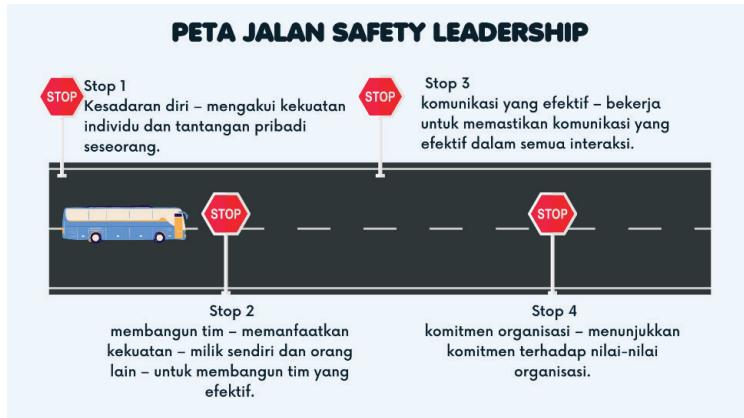 PETA JALAN SAFETY LEADERSHIP
STOP
Stop 1
Kesadaran diri – mengakui kekuatan
individu dan tantangan pribadi
seseorang.
STOP
Stop 3
komunikasi yang efektif – bekerja
untuk memastikan komunikasi yang
efektif dalam semua interaksi.
STOP
Stop 2
membangun tim – memanfaatkan
kekuatan – milik sendiri dan orang
lain – untuk membangun tim yang
efektif.
STOP
Stop 4
komitmen organisasi – menunjukkan
komitmen terhadap nilai-nilai
organisasi.